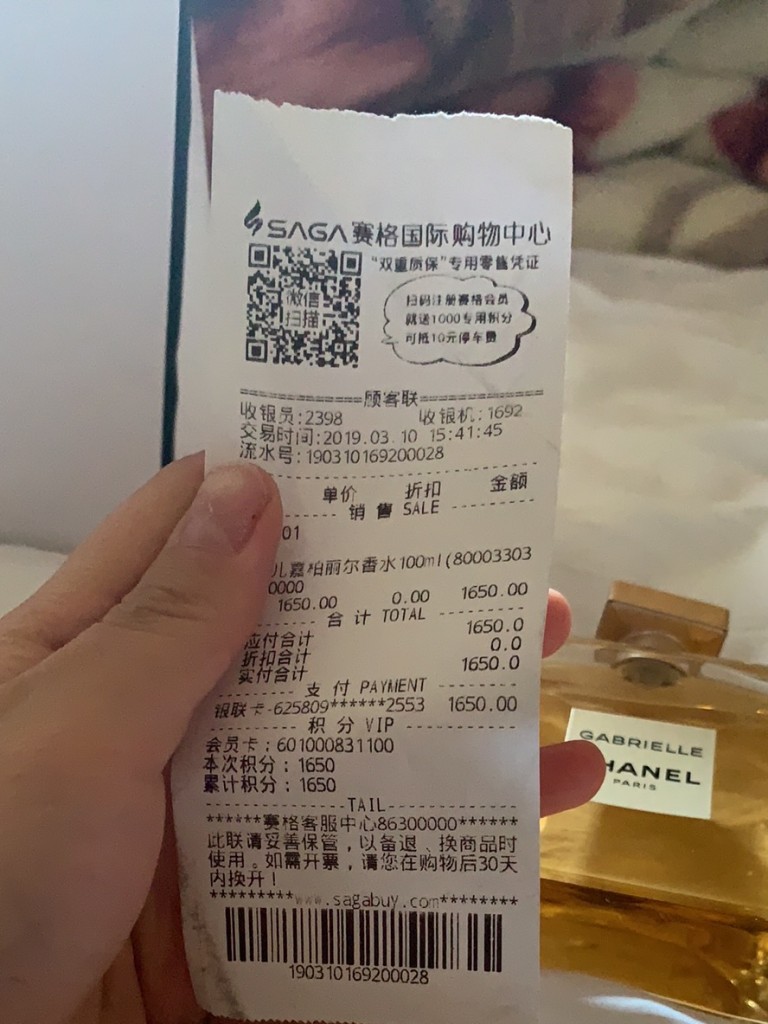 SAGA 赛格国际购物中心
"双重质保"专用零售凭证
微信
扫描
扫码注册赛格会员
就送1000专用积分
可抵10元停车费
============顾客联============
收银员:2398 收银机:1692
交易时间:2019.03.10 15:41:45
流水号:190310169200028
单价 折扣 金额
销 售 SALE
01
儿嘉柏丽尔香水100ml(80003303
0000
1650.00 0.00 1650.00
合 计 TOTAL
应付合计 1650.0
折扣合计 0.0
实付合计 1650.0
支 付 PAYMENT
银联卡-625809******2553 1650.00
积 分 VIP
会员卡:601000831100
本次积分:1650
累计积分:1650
TAIL
******赛格客服中心86300000******
此联请妥善保管,以备退、换商品时
使用。如需开票,请您在购物后30天
内换开!
*********www.sagabuy.com********
190310169200028
GABRIELLE
HANEL
PARIS